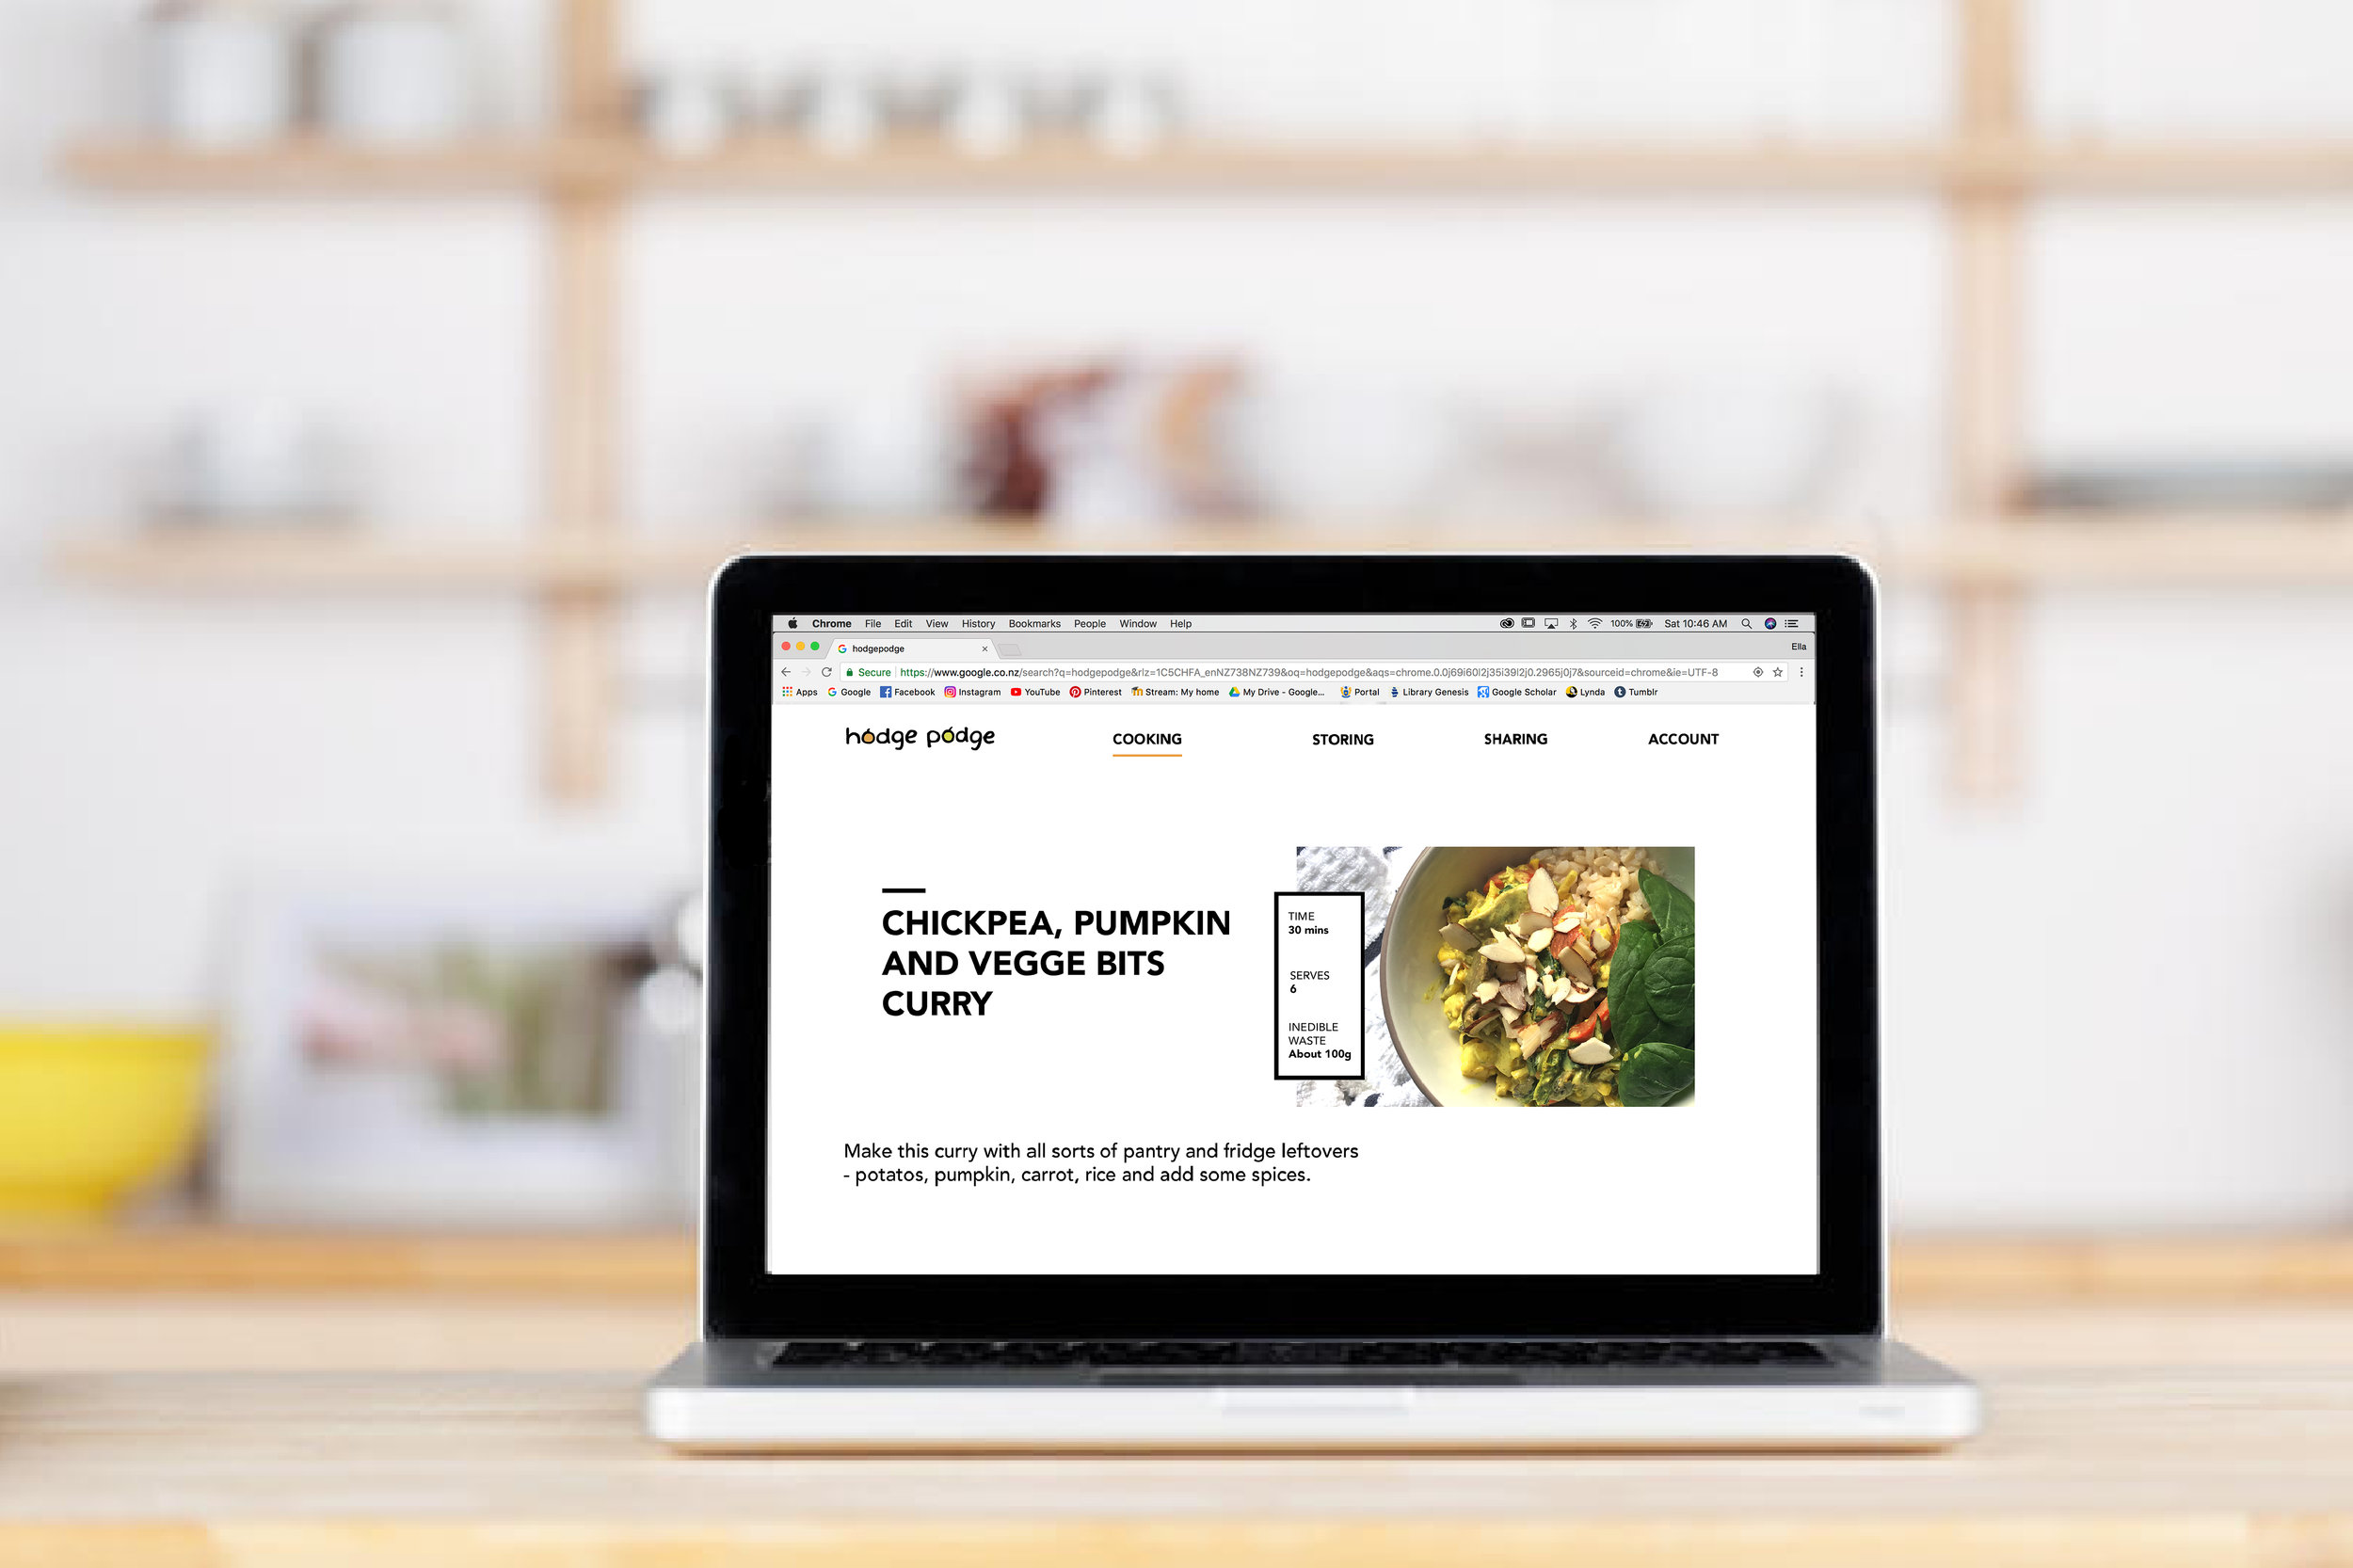 Chrome File Edit View History Bookmarks People Window Help 100% Sat 10:46 AM
hodgepodge Ella
Secure https://www.google.co.nz/search?q=hodgepodge&rlz=1C5CHFA_enNZ738NZ739&oq=hodgepodge&aqs=chrome.0.0j69i60l2j35i39l2j0.2965j0j7&sourceid=chrome&ie=UTF-8
Apps Google Facebook Instagram YouTube Pinterest Stream: My home My Drive - Google... Portal Library Genesis Google Scholar Lynda Tumblr
hodge podge COOKING STORING SHARING ACCOUNT
CHICKPEA, PUMPKIN
AND VEGGE BITS
CURRY
TIME
30 mins
SERVES
6
INEDIBLE
WASTE
About 100g
Make this curry with all sorts of pantry and fridge leftovers
- potatos, pumpkin, carrot, rice and add some spices.